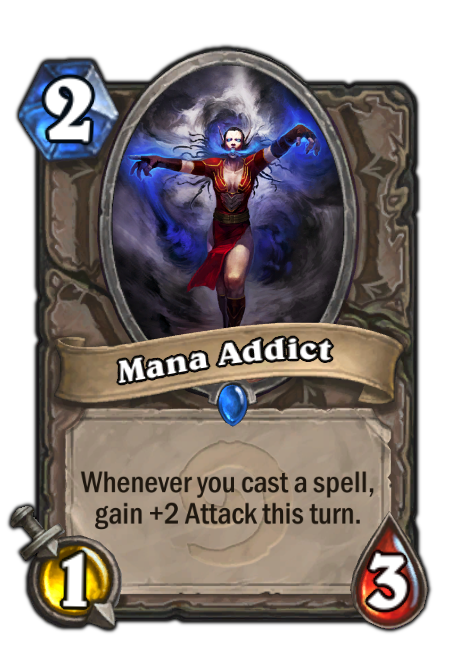 2
Mana Addict
Whenever you cast a spell,
gain +2 Attack this turn.
1
3